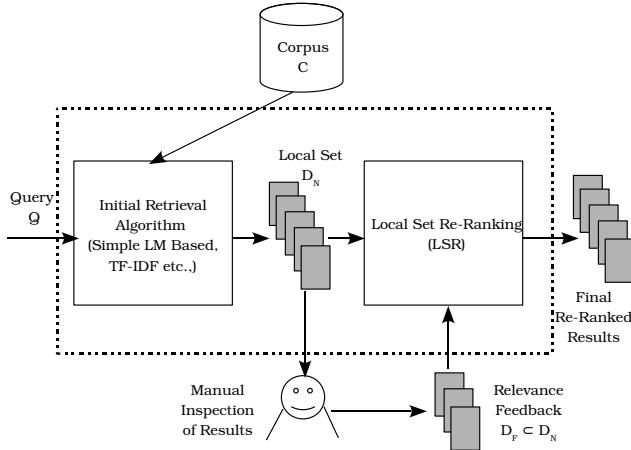 Corpus
C
Query
Q
Initial Retrieval
Algorithm
(Simple LM Based,
TF-IDF etc.,)
Local Set
D_N
Local Set Re-Ranking
(LSR)
Final
Re-Ranked
Results
Manual
Inspection
of Results
Relevance
Feedback
D_F ⊂ D_N